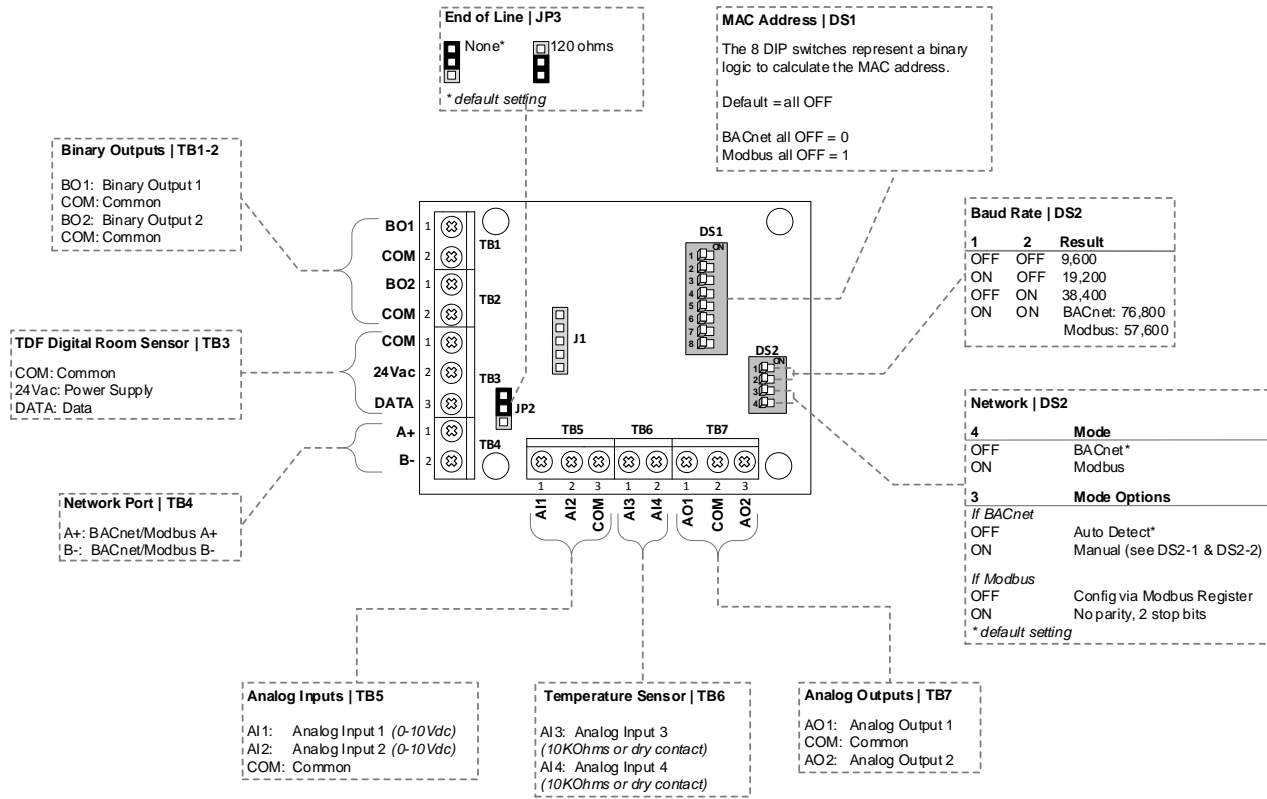 End of Line | JP3
None*
120 ohms
* default setting
MAC Address | DS1
The 8 DIP switches represent a binary
logic to calculate the MAC address.
Default = all OFF
BACnet all OFF = 0
Modbus all OFF = 1
Binary Outputs | TB1-2
BO1: Binary Output 1
COM: Common
BO2: Binary Output 2
COM: Common
TDF Digital Room Sensor | TB3
COM: Common
24Vac: Power Supply
DATA: Data
Network Port | TB4
A+: BACnet/Modbus A+
B-: BACnet/Modbus B-
BO1 1
COM 2
TB1
BO2 1
COM 2
TB2
COM 1
24Vac 2
DATA 3
TB3
A+ 1
B- 2
TB4
J1
JP2
DS1
ON
1
2
3
4
5
6
7
8
DS2
ON
1
2
3
4
TB5 TB6 TB7
1 2 3 1 2 1 2 3
AI1 AI2 COM AI3 AI4 AO1 COM AO2
Baud Rate | DS2
1 2 Result
OFF OFF 9,600
ON OFF 19,200
OFF ON 38,400
ON ON BACnet: 76,800
Modbus: 57,600
Network | DS2
4 Mode
OFF BACnet*
ON Modbus
3 Mode Options
If BACnet
OFF Auto Detect*
ON Manual (see DS2-1 & DS2-2)
If Modbus
OFF Config via Modbus Register
ON No parity, 2 stop bits
* default setting
Analog Inputs | TB5
AI1: Analog Input 1 (0-10Vdc)
AI2: Analog Input 2 (0-10Vdc)
COM: Common
Temperature Sensor | TB6
AI3: Analog Input 3
(10KOhms or dry contact)
AI4: Analog Input 4
(10KOhms or dry contact)
Analog Outputs | TB7
AO1: Analog Output 1
COM: Common
AO2: Analog Output 2